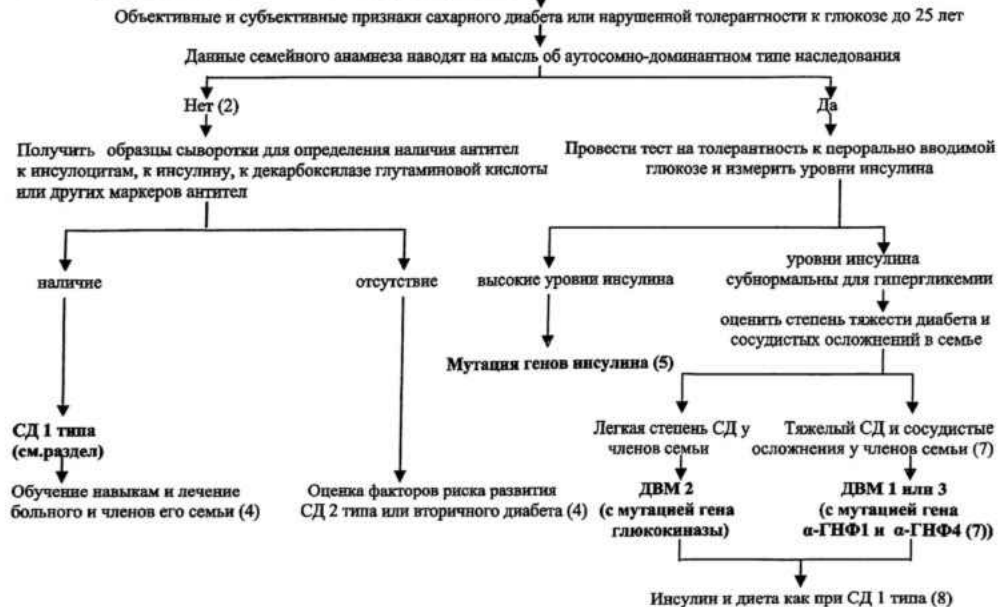 Объективные и субъективные признаки сахарного диабета или нарушенной толерантности к глюкозе до 25 лет
Данные семейного анамнеза наводят на мысль об аутосомно-доминантном типе наследования
Нет (2)
Да
Получить образцы сыворотки для определения наличия антител
к инсулоцитам, к инсулину, к декарбоксилазе глутаминовой кислоты
или других маркеров антител
Провести тест на толерантность к перорально вводимой
глюкозе и измерить уровни инсулина
наличие
отсутствие
высокие уровни инсулина
уровни инсулина
субнормальны для гипергликемии
оценить степень тяжести диабета и
сосудистых осложнений в семье
Мутация генов инсулина (5)
СД 1 типа
(см.раздел)
Легкая степень СД у
членов семьи
Тяжелый СД и сосудистые
осложнения у членов семьи (7)
Обучение навыкам и лечение
больного и членов его семьи (4)
Оценка факторов риска развития
СД 2 типа или вторичного диабета (4)
ДВМ 2
(с мутацией гена
глюкокиназы)
ДВМ 1 или 3
(с мутацией гена
α-ГНФ1 и α-ГНФ4 (7))
Инсулин и диета как при СД 1 типа (8)